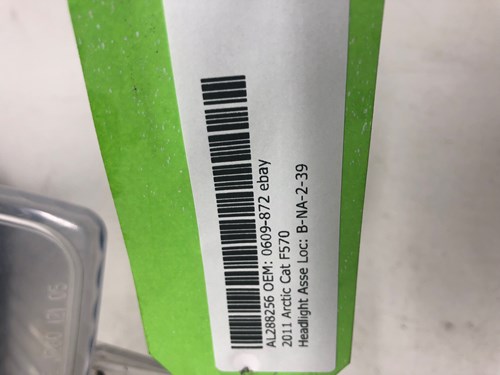 AL288256 OEM: 0609-872 ebay
2011 Arctic Cat F570
Headlight Asse Loc: B-NA-2-39